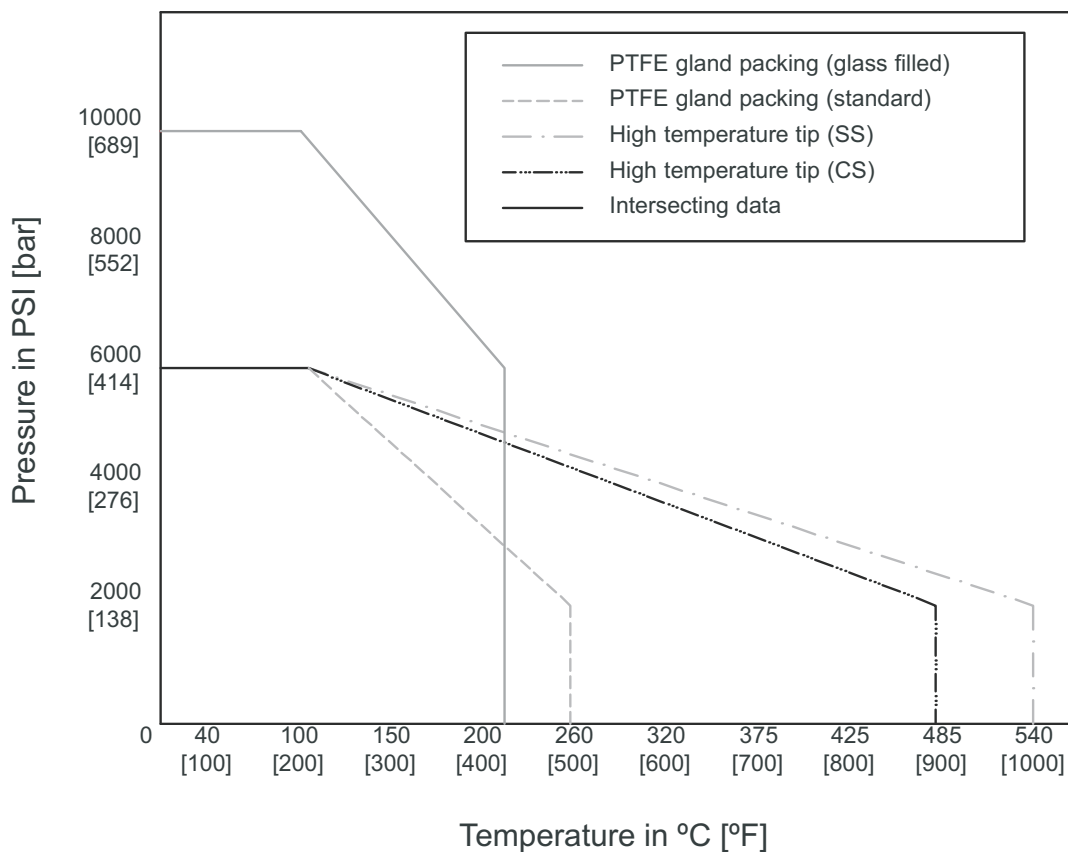 PTFE gland packing (glass filled)
PTFE gland packing (standard)
High temperature tip (SS)
High temperature tip (CS)
Intersecting data
Pressure in PSI [bar]
10000
[689]
8000
[552]
6000
[414]
4000
[276]
2000
[138]
0 40 100 150 200 260 320 375 425 485 540
[100] [200] [300] [400] [500] [600] [700] [800] [900] [1000]
Temperature in ºC [ºF]